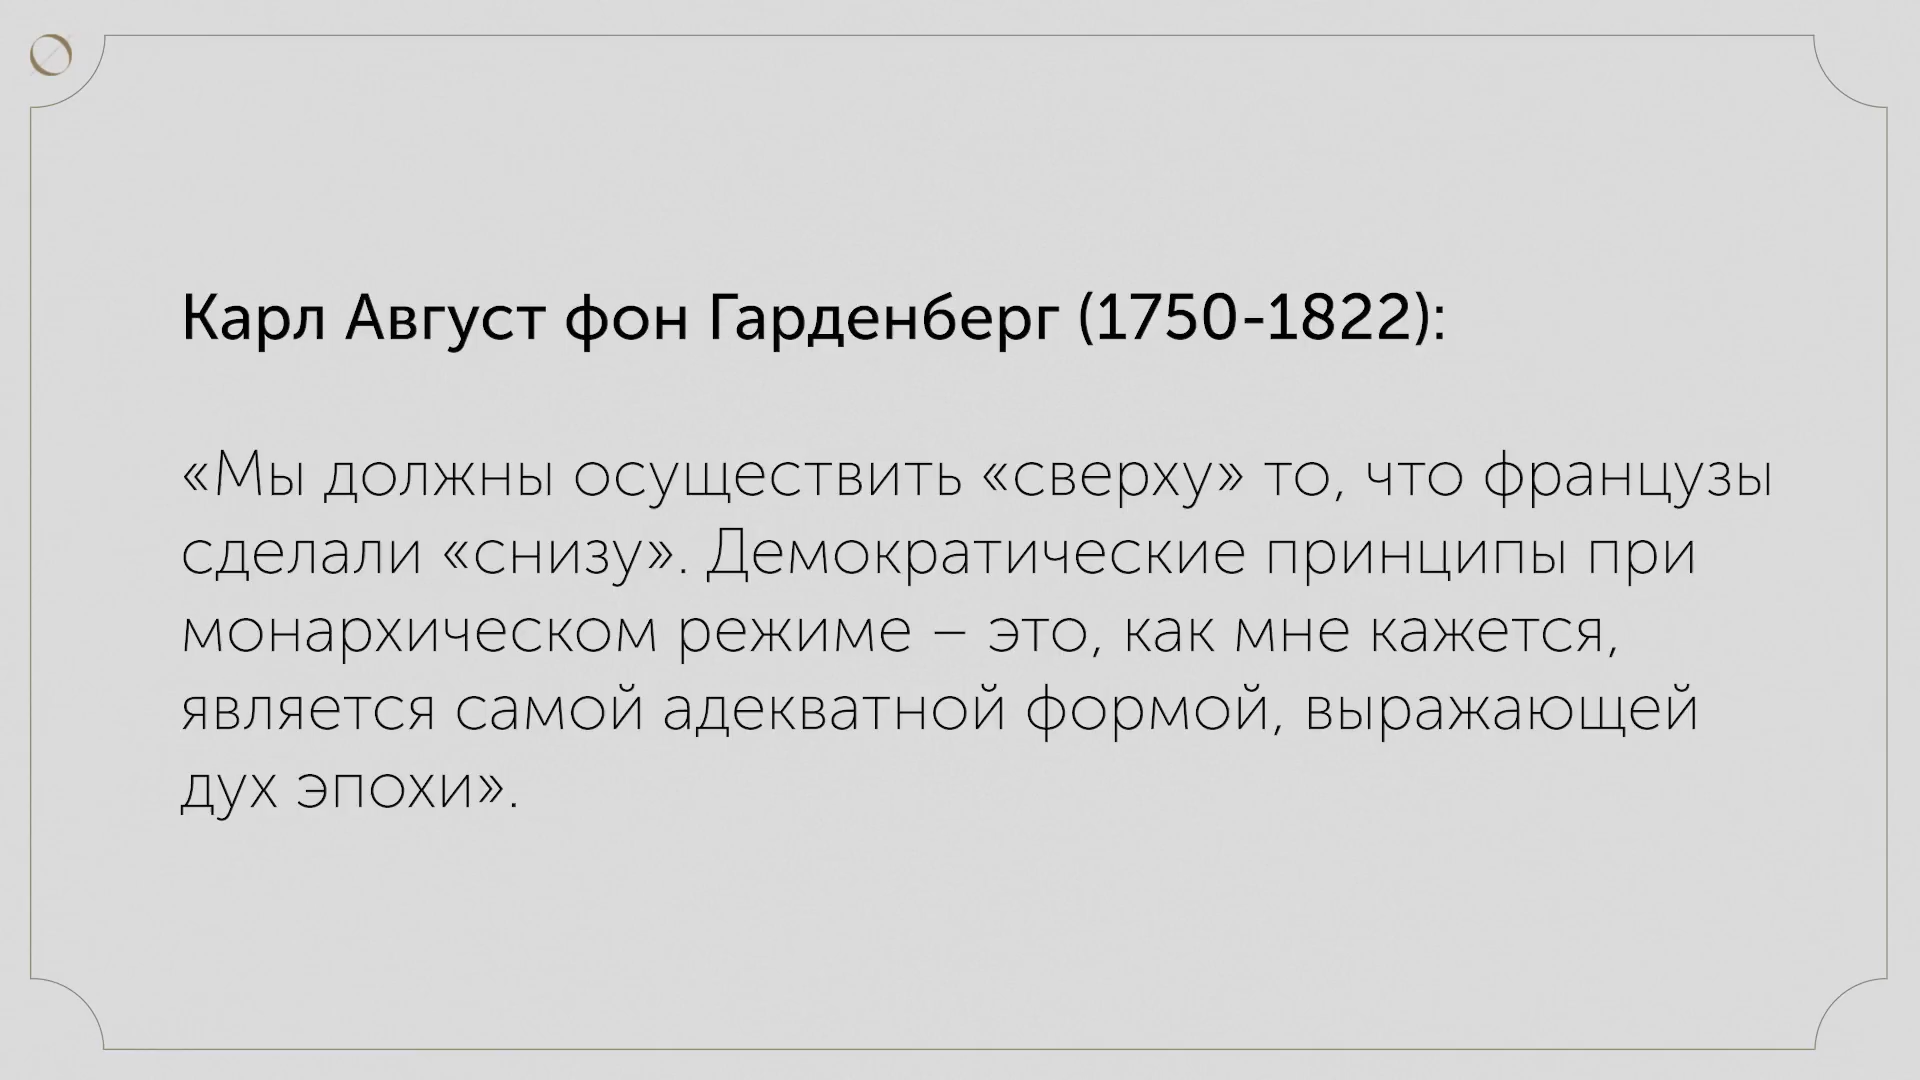 Карл Август фон Гарденберг (1750-1822):
«Мы должны осуществить «сверху» то, что французы
сделали «снизу». Демократические принципы при
монархическом режиме – это, как мне кажется,
является самой адекватной формой, выражающей
дух эпохи».